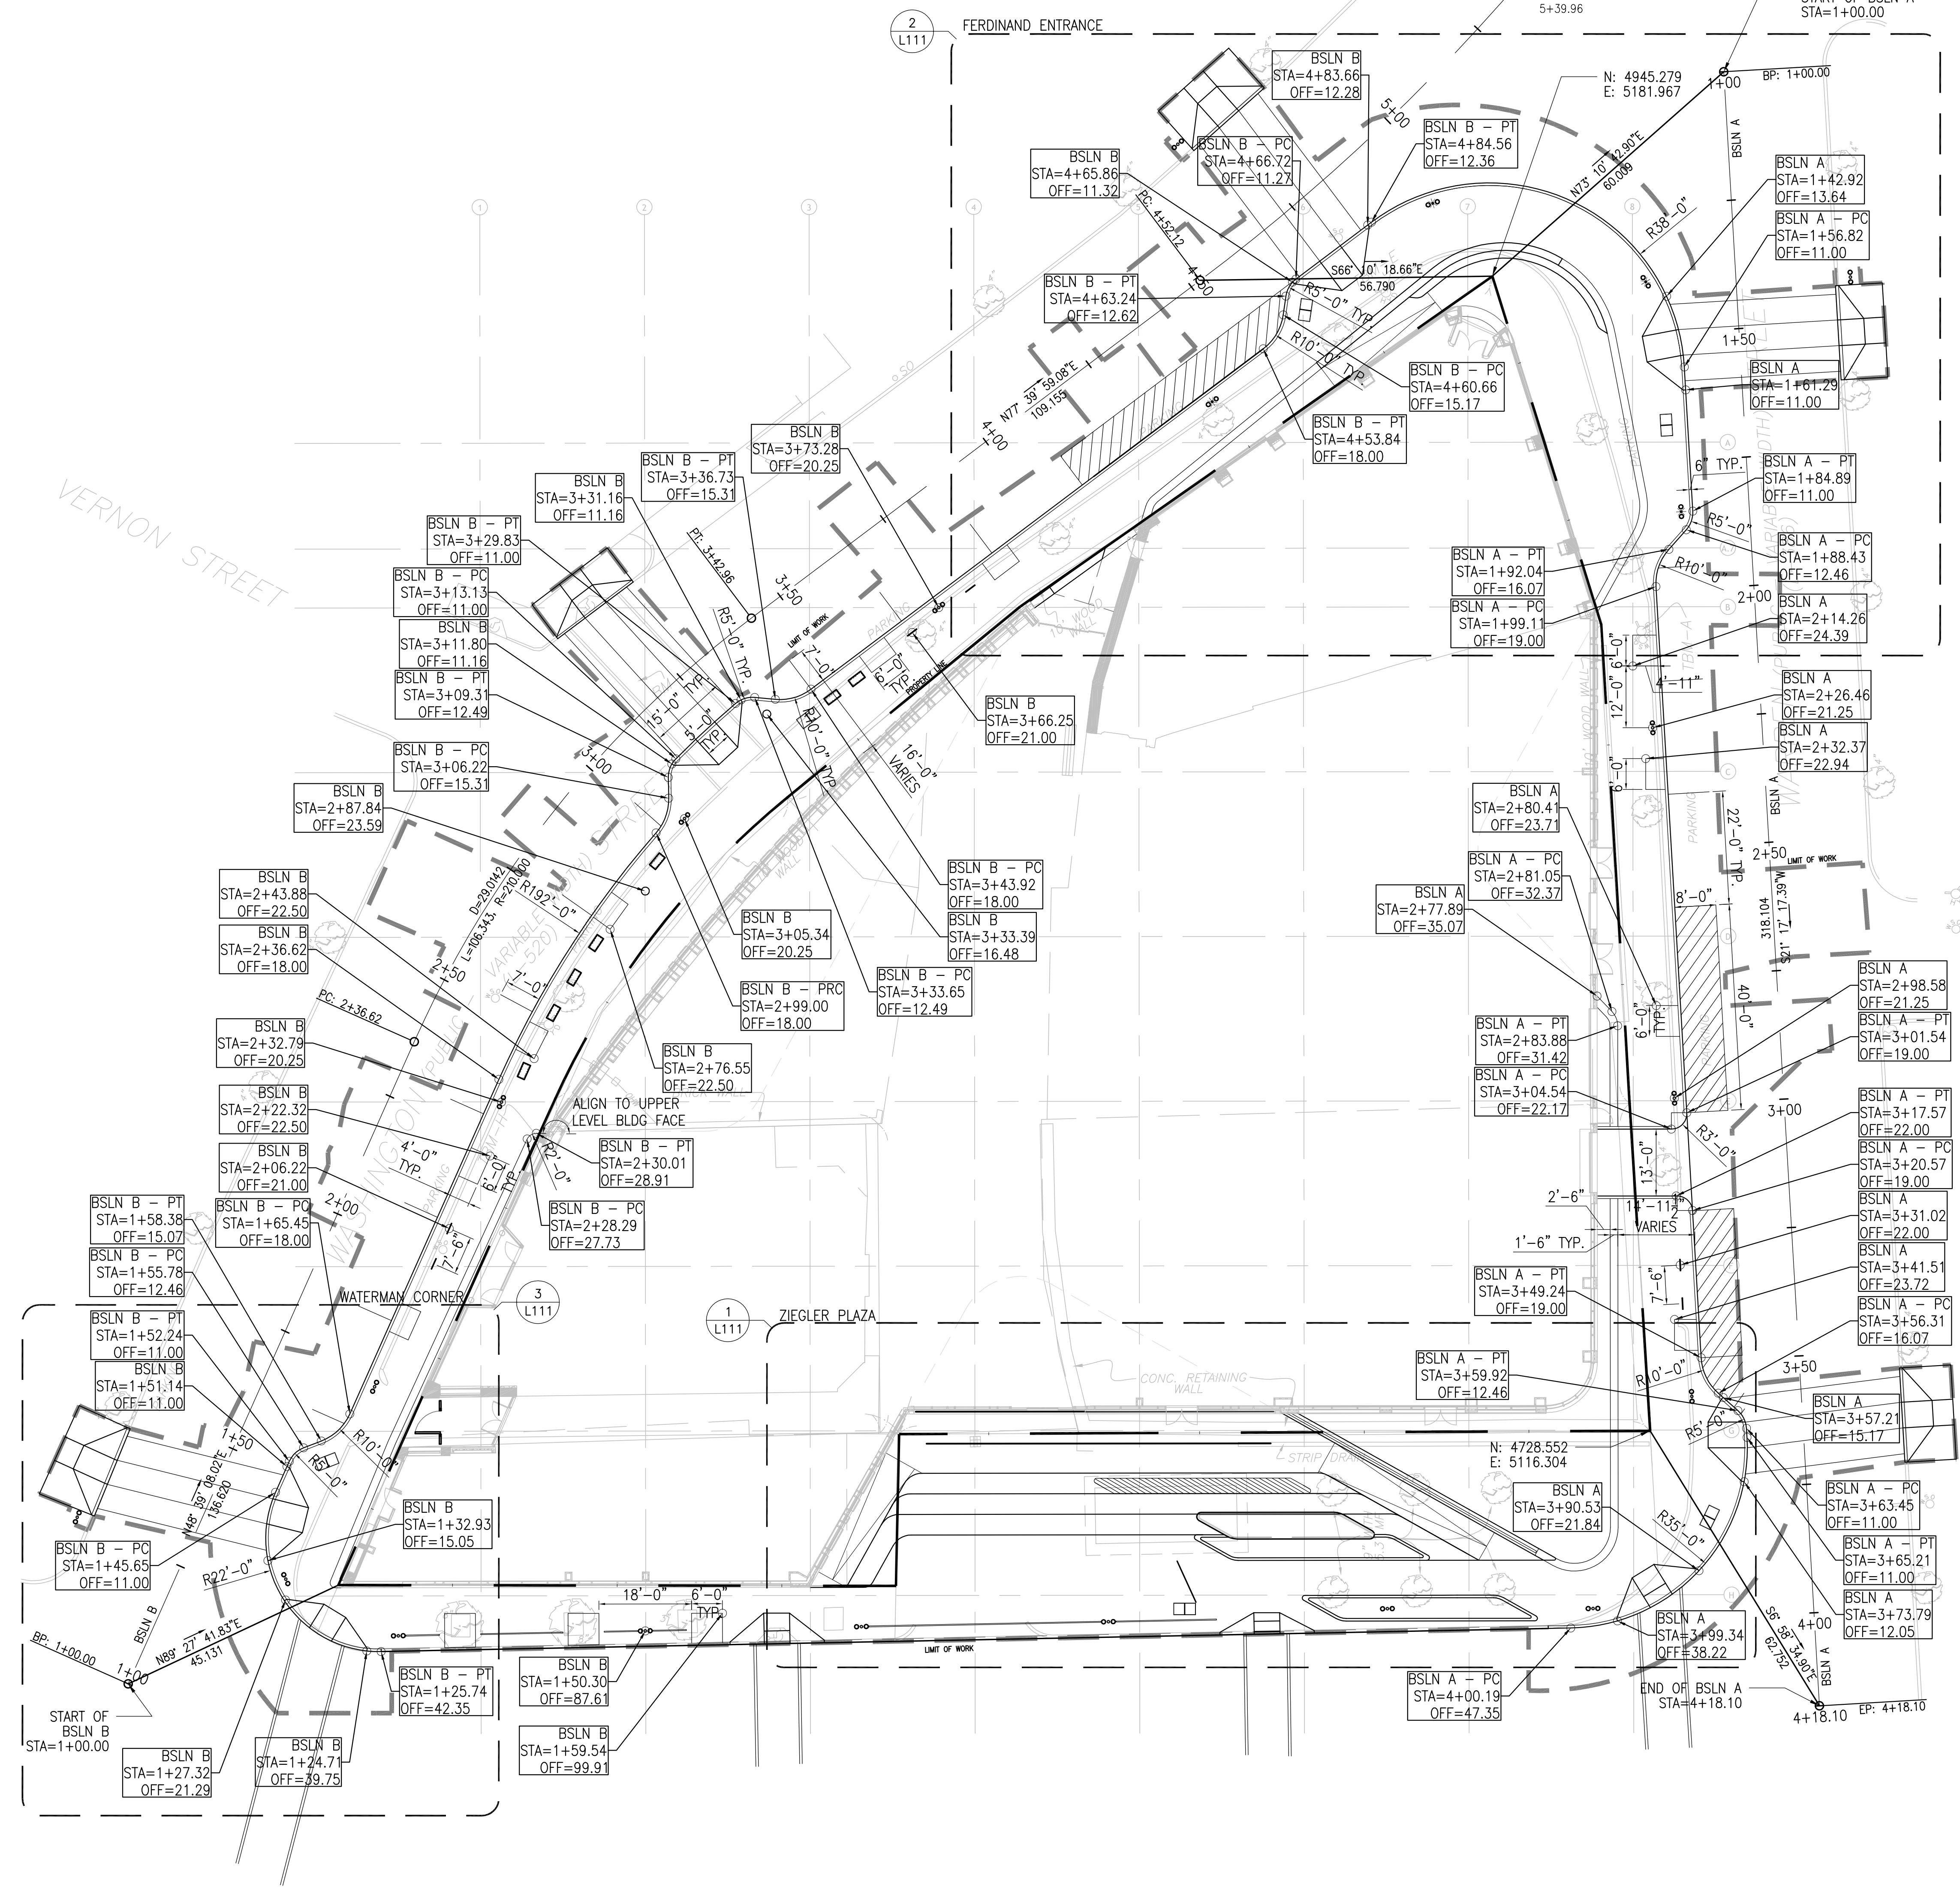 5+39.96
START OF BSLN A
STA=1+00.00
2
L111
FERDINAND ENTRANCE
BSLN B
STA=4+83.66
OFF=12.28
N: 4945.279
E: 5181.967
1+00
BP: 1+00.00
BSLN A
5+00
BSLN B - PT
STA=4+84.56
OFF=12.36
BSLN B - PC
STA=4+66.72
OFF=11.27
BSLN B
STA=4+65.86
OFF=11.32
N73° 10' 42.90"E
60.009
BSLN A
STA=1+42.92
OFF=13.64
BSLN A - PC
STA=1+56.82
OFF=11.00
R38'-0"
PC: 4+52.12
4+50
S66° 10' 18.66"E
56.790
BSLN B - PT
STA=4+63.24
OFF=12.62
R5'-0" TYP.
R10'-0" TYP.
1+50
BSLN A
STA=1+61.29
OFF=11.00
BSLN B - PC
STA=4+60.66
OFF=15.17
BSLN B - PT
STA=4+53.84
OFF=18.00
N77° 39' 59.08"E
109.155
4+00
BSLN B
STA=3+73.28
OFF=20.25
BSLN B - PT
STA=3+36.73
OFF=15.31
BSLN B
STA=3+31.16
OFF=11.16
BSLN B - PT
STA=3+29.83
OFF=11.00
BSLN B - PC
STA=3+13.13
OFF=11.00
BSLN B
STA=3+11.80
OFF=11.16
BSLN B - PT
STA=3+09.31
OFF=12.49
BSLN B - PC
STA=3+06.22
OFF=15.31
VERNON STREET
PT: 3+42.96
3+50
LIMIT OF WORK
PARKING
7'-0"
6'-0"
TYP.
PROPERTY LINE
R5'-0" TYP.
15'-0"
TYP.
5'-0"
TYP.
R10'-0" TYP.
16'-0"
VARIES
3+00
10' WOOD
WALL
BSLN B
STA=3+66.25
OFF=21.00
6" TYP.
BSLN A - PT
STA=1+84.89
OFF=11.00
R5'-0"
BSLN A - PC
STA=1+88.43
OFF=12.46
BSLN A - PT
STA=1+92.04
OFF=16.07
R10'-0"
BSLN A - PC
STA=1+99.11
OFF=19.00
2+00
BSLN A
STA=2+14.26
OFF=24.39
6'-0"
12'-0"
4'-11"
BSLN A
STA=2+26.46
OFF=21.25
BSLN A
STA=2+32.37
OFF=22.94
6'-0"
BSLN A
PARKING
22'-0" TYP.
2+50
LIMIT OF WORK
8'-0"
318.104
S21° 17' 17.39"W
40'-0"
BSLN A
STA=2+80.41
OFF=23.71
BSLN A - PC
STA=2+81.05
OFF=32.37
BSLN A
STA=2+77.89
OFF=35.07
BSLN B
STA=2+87.84
OFF=23.59
BSLN B
STA=2+43.88
OFF=22.50
BSLN B
STA=2+36.62
OFF=18.00
D=29.0142
L=106.343, R=210.000
R192'-0"
WOOD
WALL
2+50
7'-0"
PC: 2+36.62
BSLN B - PC
STA=3+43.92
OFF=18.00
BSLN B
STA=3+33.39
OFF=16.48
BSLN B
STA=3+05.34
OFF=20.25
BSLN B - PC
STA=3+33.65
OFF=12.49
BSLN B - PRC
STA=2+99.00
OFF=18.00
BSLN B
STA=2+32.79
OFF=20.25
BSLN B
STA=2+76.55
OFF=22.50
BSLN B
STA=2+22.32
OFF=22.50
BSLN B
STA=2+06.22
OFF=21.00
ALIGN TO UPPER
LEVEL BLDG FACE
4'-0"
TYP.
6'-0"
TYP.
R2'-0"
BSLN B - PT
STA=2+30.01
OFF=28.91
BSLN B - PC
STA=2+28.29
OFF=27.73
2+00
PARKING
7'-6"
BSLN B - PT
STA=1+58.38
OFF=15.07
BSLN B - PC
STA=1+65.45
OFF=18.00
BSLN B - PC
STA=1+55.78
OFF=12.46
BSLN B - PT
STA=1+52.24
OFF=11.00
BSLN B
STA=1+51.14
OFF=11.00
WATERMAN CORNER
3
L111
1
L111
ZIEGLER PLAZA
BSLN A
STA=2+98.58
OFF=21.25
BSLN A - PT
STA=3+01.54
OFF=19.00
BSLN A - PT
STA=2+83.88
OFF=31.42
6'-0"
TYP.
BSLN A - PC
STA=3+04.54
OFF=22.17
3+00
R3'-0"
BSLN A - PT
STA=3+17.57
OFF=22.00
BSLN A - PC
STA=3+20.57
OFF=19.00
13'-0"
2'-6"
14'-11 1/2"
VARIES
1'-6" TYP.
BSLN A
STA=3+31.02
OFF=22.00
BSLN A
STA=3+41.51
OFF=23.72
7'-6"
BSLN A - PT
STA=3+49.24
OFF=19.00
BSLN A - PC
STA=3+56.31
OFF=16.07
3+50
R10'-0"
BSLN A - PT
STA=3+59.92
OFF=12.46
BSLN A
STA=3+57.21
OFF=15.17
R5'-0"
CONC. RETAINING
WALL
STRIP DRAIN
N: 4728.552
E: 5116.304
BSLN A
STA=3+90.53
OFF=21.84
R35'-0"
BSLN A - PC
STA=3+63.45
OFF=11.00
BSLN A - PT
STA=3+65.21
OFF=11.00
BSLN A
STA=3+73.79
OFF=12.05
BSLN A
STA=3+99.34
OFF=38.22
4+00
BSLN A
S6° 58' 34.90"E
62.752
1+50
R10'-0"
R5'-0"
N48° 39' 08.02"E
136.620
BSLN B
STA=1+32.93
OFF=15.05
BSLN B - PC
STA=1+45.65
OFF=11.00
R22'-0"
BSLN B
BP: 1+00.00
1+00
N89° 27' 41.83"E
45.131
START OF
BSLN B
STA=1+00.00
18'-0"
6'-0"
TYP.
LIMIT OF WORK
BSLN B - PT
STA=1+25.74
OFF=42.35
BSLN B
STA=1+50.30
OFF=87.61
BSLN B
STA=1+59.54
OFF=99.91
BSLN B
STA=1+24.71
OFF=39.75
BSLN B
STA=1+27.32
OFF=21.29
BSLN A - PC
STA=4+00.19
OFF=47.35
END OF BSLN A
STA=4+18.10
4+18.10
EP: 4+18.10